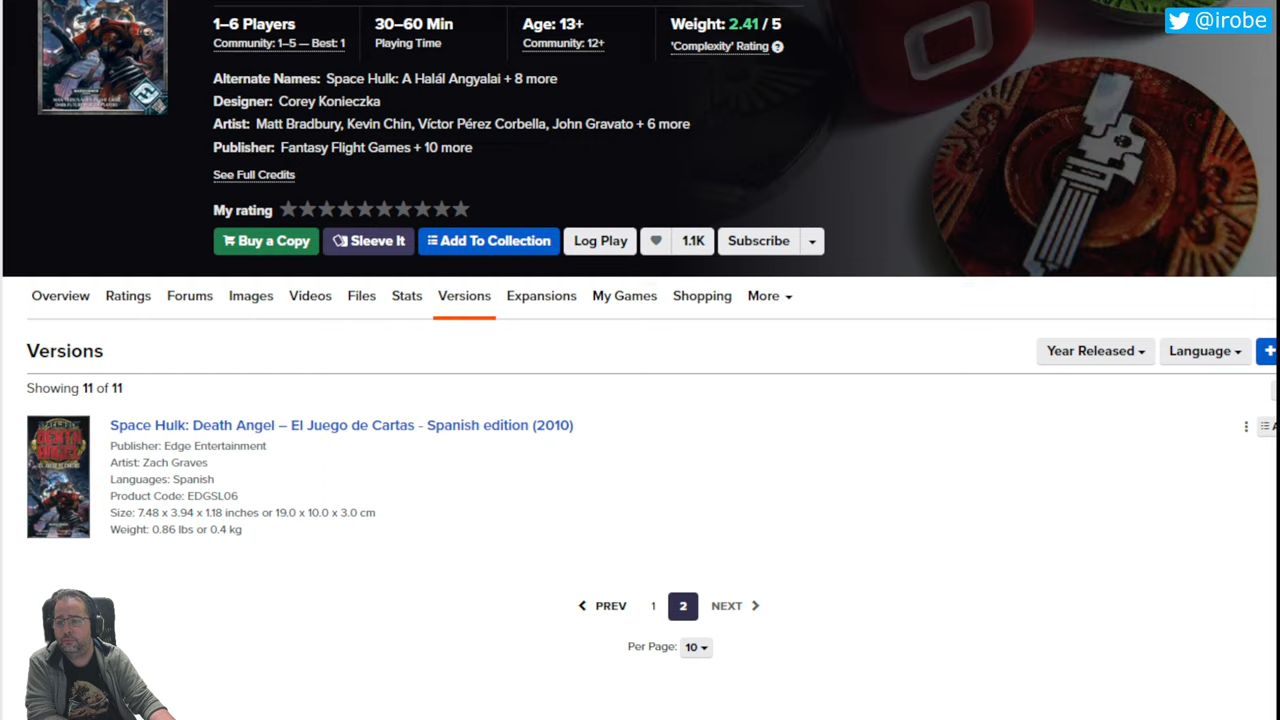 @irobe
1–6 Players
30–60 Min
Age: 13+
Weight: 2.41 / 5
Community: 1–5 — Best: 1
Playing Time
Community: 12+
'Complexity' Rating
Alternate Names: Space Hulk: A Halál Angyalai + 8 more
Designer: Corey Konieczka
Artist: Matt Bradbury, Kevin Chin, Víctor Pérez Corbella, John Gravato + 6 more
Publisher: Fantasy Flight Games + 10 more
See Full Credits
My rating
Buy a Copy
Sleeve It
Add To Collection
Log Play
1.1K
Subscribe
Overview
Ratings
Forums
Images
Videos
Files
Stats
Versions
Expansions
My Games
Shopping
More
Versions
Year Released
Language
Showing 11 of 11
Space Hulk: Death Angel – El Juego de Cartas - Spanish edition (2010)
Publisher: Edge Entertainment
Artist: Zach Graves
Languages: Spanish
Product Code: EDGSL06
Size: 7.48 x 3.94 x 1.18 inches or 19.0 x 10.0 x 3.0 cm
Weight: 0.86 lbs or 0.4 kg
PREV
1
2
NEXT
Per Page: 10